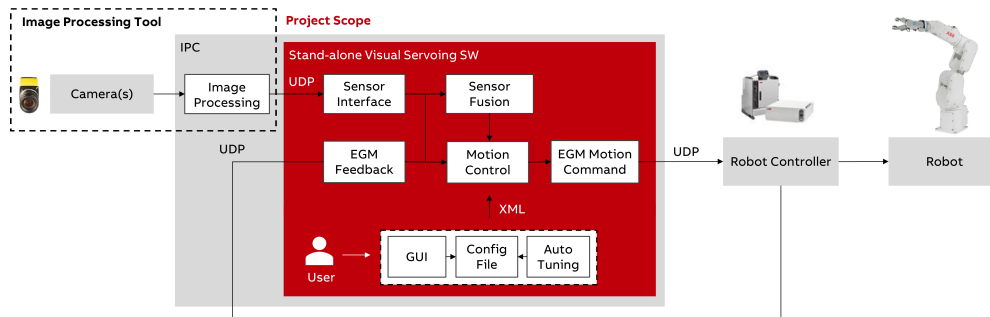 Image Processing Tool
Project Scope
IPC
Stand-alone Visual Servoing SW
Camera(s)
Image
Processing
UDP
Sensor
Interface
Sensor
Fusion
UDP
EGM
Feedback
Motion
Control
EGM Motion
Command
UDP
Robot Controller
Robot
ABB
XML
User
GUI
Config
File
Auto
Tuning